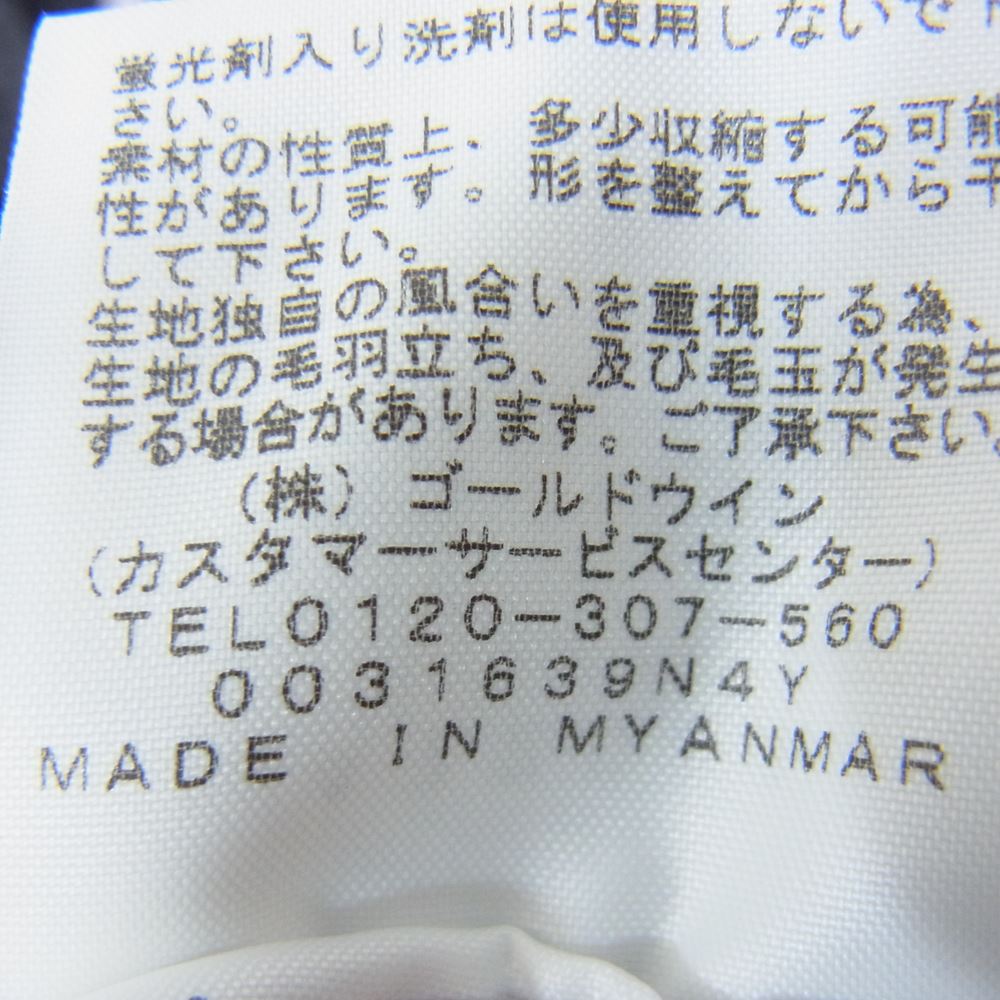 蛍光剤入り洗剤は使用しないで下
さい。
素材の性質上、多少収縮する可能
性があります。形を整えてから干
して下さい。
生地独自の風合いを重視する為、
生地の毛羽立ち、及び毛玉が発生
する場合があります。ご了承下さい。
(株) ゴールドウイン
(カスタマーサービスセンター)
TEL0120-307-560
0031639N4Y
MADE IN MYANMAR